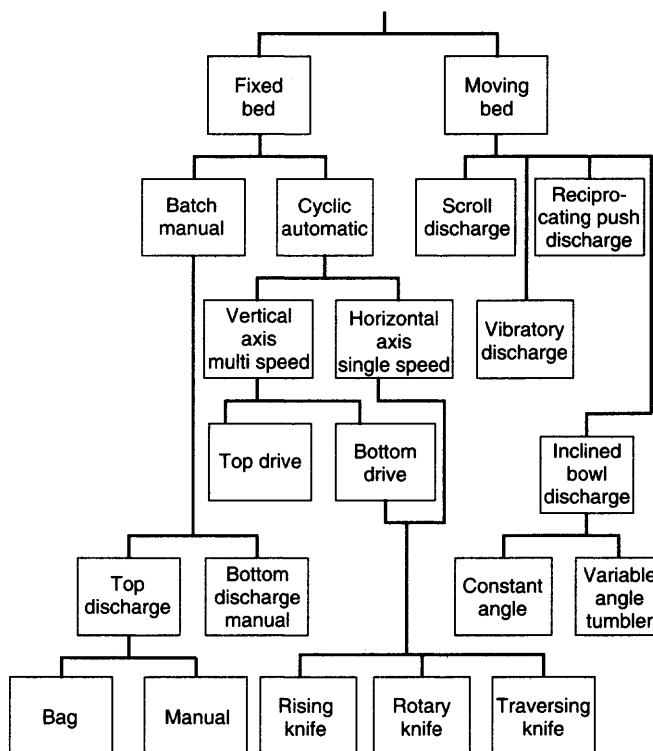 Fixed
bed
Moving
bed
Batch
manual
Cyclic
automatic
Scroll
discharge
Recipro-
cating push
discharge
Vertical
axis
multi speed
Horizontal
axis
single speed
Vibratory
discharge
Top drive
Bottom
drive
Inclined
bowl
discharge
Top
discharge
Bottom
discharge
manual
Constant
angle
Variable
angle
tumbler
Bag
Manual
Rising
knife
Rotary
knife
Traversing
knife